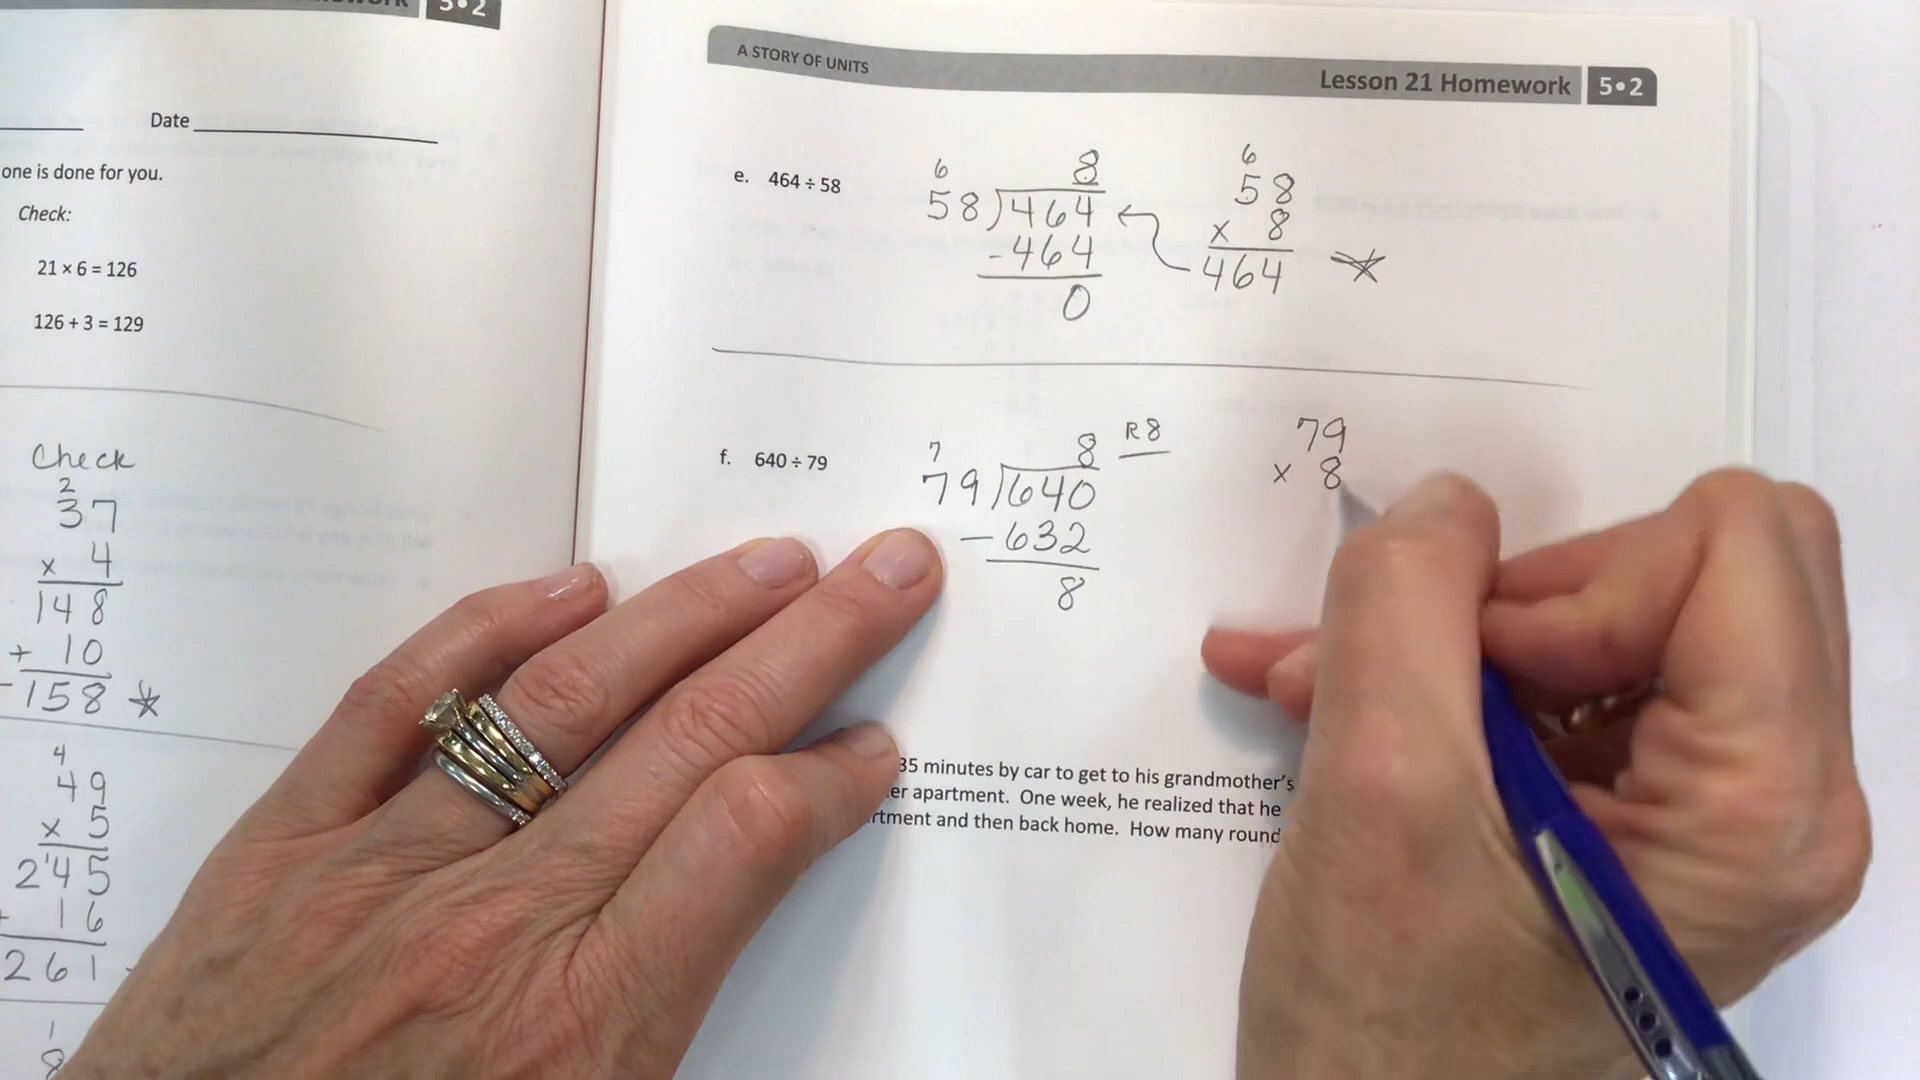 5•2
Date
one is done for you.
Check:
21 × 6 = 126
126 + 3 = 129
Check
2
37
x 4
148
+ 10
158
4
49
x 5
245
16
261
1
8
A STORY OF UNITS
Lesson 21 Homework 5•2
e. 464 ÷ 58
6 8
58)464
-464
0
6
58
x 8
464
f. 640 ÷ 79
7 8 R8
79)640
-632
8
79
x 8
35 minutes by car to get to his grandmother's
apartment. One week, he realized that he
and then back home. How many round